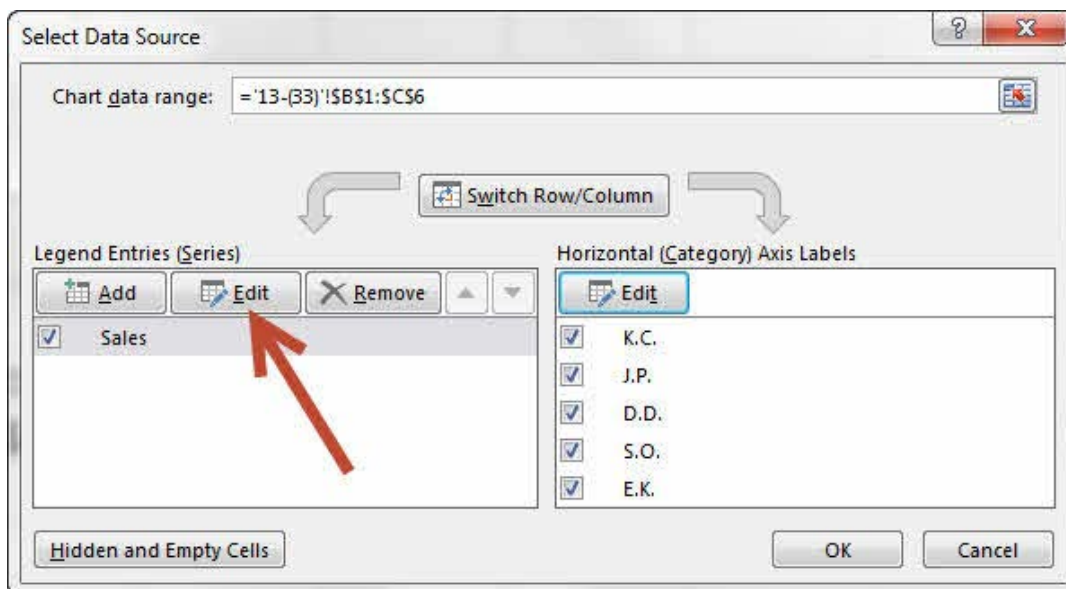 Select Data Source
?
X
Chart data range:
='13-(33)'!$B$1:$C$6
Switch Row/Column
Legend Entries (Series)
Add
Edit
Remove
Sales
Horizontal (Category) Axis Labels
Edit
K.C.
J.P.
D.D.
S.O.
E.K.
Hidden and Empty Cells
OK
Cancel